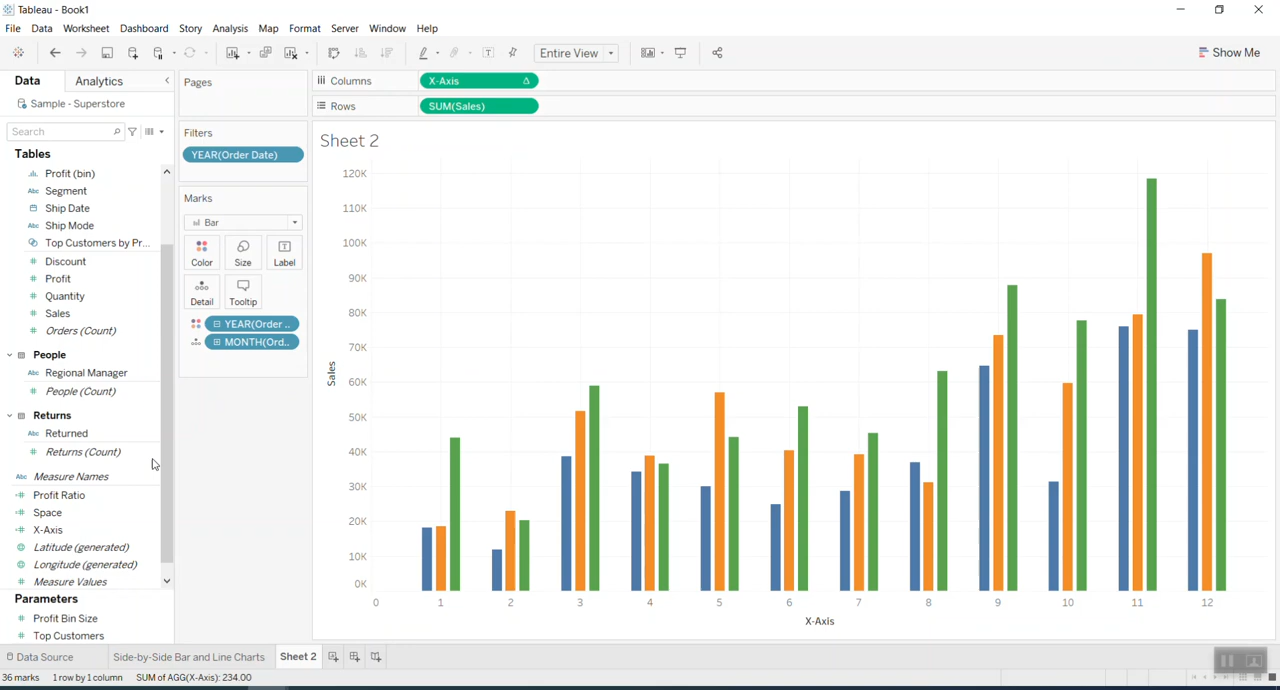 Tableau - Book1
File Data Worksheet Dashboard Story Analysis Map Format Server Window Help
Entire View
Show Me
Data Analytics
Sample - Superstore
Search
Tables
Profit (bin)
Abc Segment
Ship Date
Abc Ship Mode
Top Customers by Pr...
Discount
Profit
Quantity
Sales
Orders (Count)
People
Abc Regional Manager
People (Count)
Returns
Abc Returned
Returns (Count)
Abc Measure Names
Profit Ratio
Space
X-Axis
Latitude (generated)
Longitude (generated)
Measure Values
Parameters
Profit Bin Size
Top Customers
Pages
Filters
YEAR(Order Date)
Marks
Bar
Color Size Label
Detail Tooltip
YEAR(Order ..
MONTH(Ord..
Columns X-Axis
Rows SUM(Sales)
Sheet 2
120K
110K
100K
90K
80K
70K
60K
50K
40K
30K
20K
10K
0K
Sales
0 1 2 3 4 5 6 7 8 9 10 11 12
X-Axis
Data Source Side-by-Side Bar and Line Charts Sheet 2
36 marks 1 row by 1 column SUM of AGG(X-Axis): 234.00